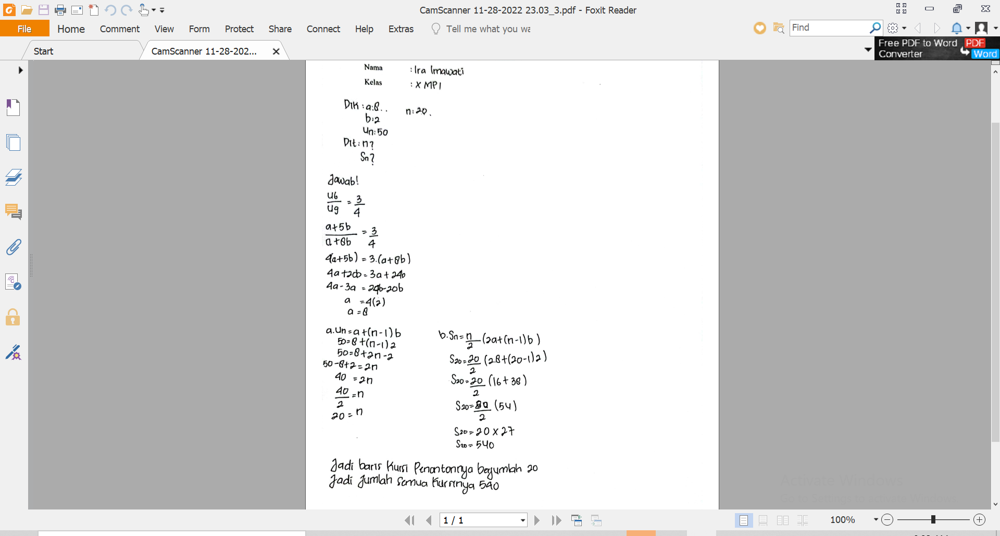 CamScanner 11-28-2022 23.03_3.pdf - Foxit Reader
File Home Comment View Form Protect Share Connect Help Extras Tell me what you wa
Find
Start CamScanner 11-28-202...
Free PDF to Word Converter PDF Word
Nama : Ira Imawati
Kelas : X MP1
Dik : a:8.. n:20.
b:2
Un:50
Dit: n?
Sn?
Jawab!
U6/U9 = 3/4
a+5b/a+8b = 3/4
4(a+5b) = 3.(a+8b)
4a+20b = 3a+24b
4a-3a = 24b-20b
a = 4(2)
a = 8
a. Un = a+(n-1)b
50 = 8+(n-1)2
50 = 8+2n-2
50-8+2 = 2n
40 = 2n
40/2 = n
20 = n
b. Sn = n/2 (2a+(n-1)b)
S20 = 20/2 (2.8+(20-1)2)
S20 = 20/2 (16+38)
S20 = 20/2 (54)
S20 = 20 x 27
S20 = 540
Jadi baris Kursi Penontonnya berjumlah 20
Jadi Jumlah semua Kursinya 540
Activate Windows
Go to Settings to activate Windows.
1 / 1
100%